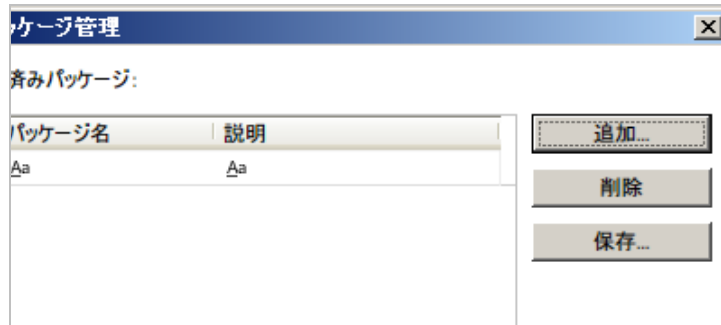 ッケージ管理
済みパッケージ:
パッケージ名 説明 追加...
Aa Aa
削除
保存...